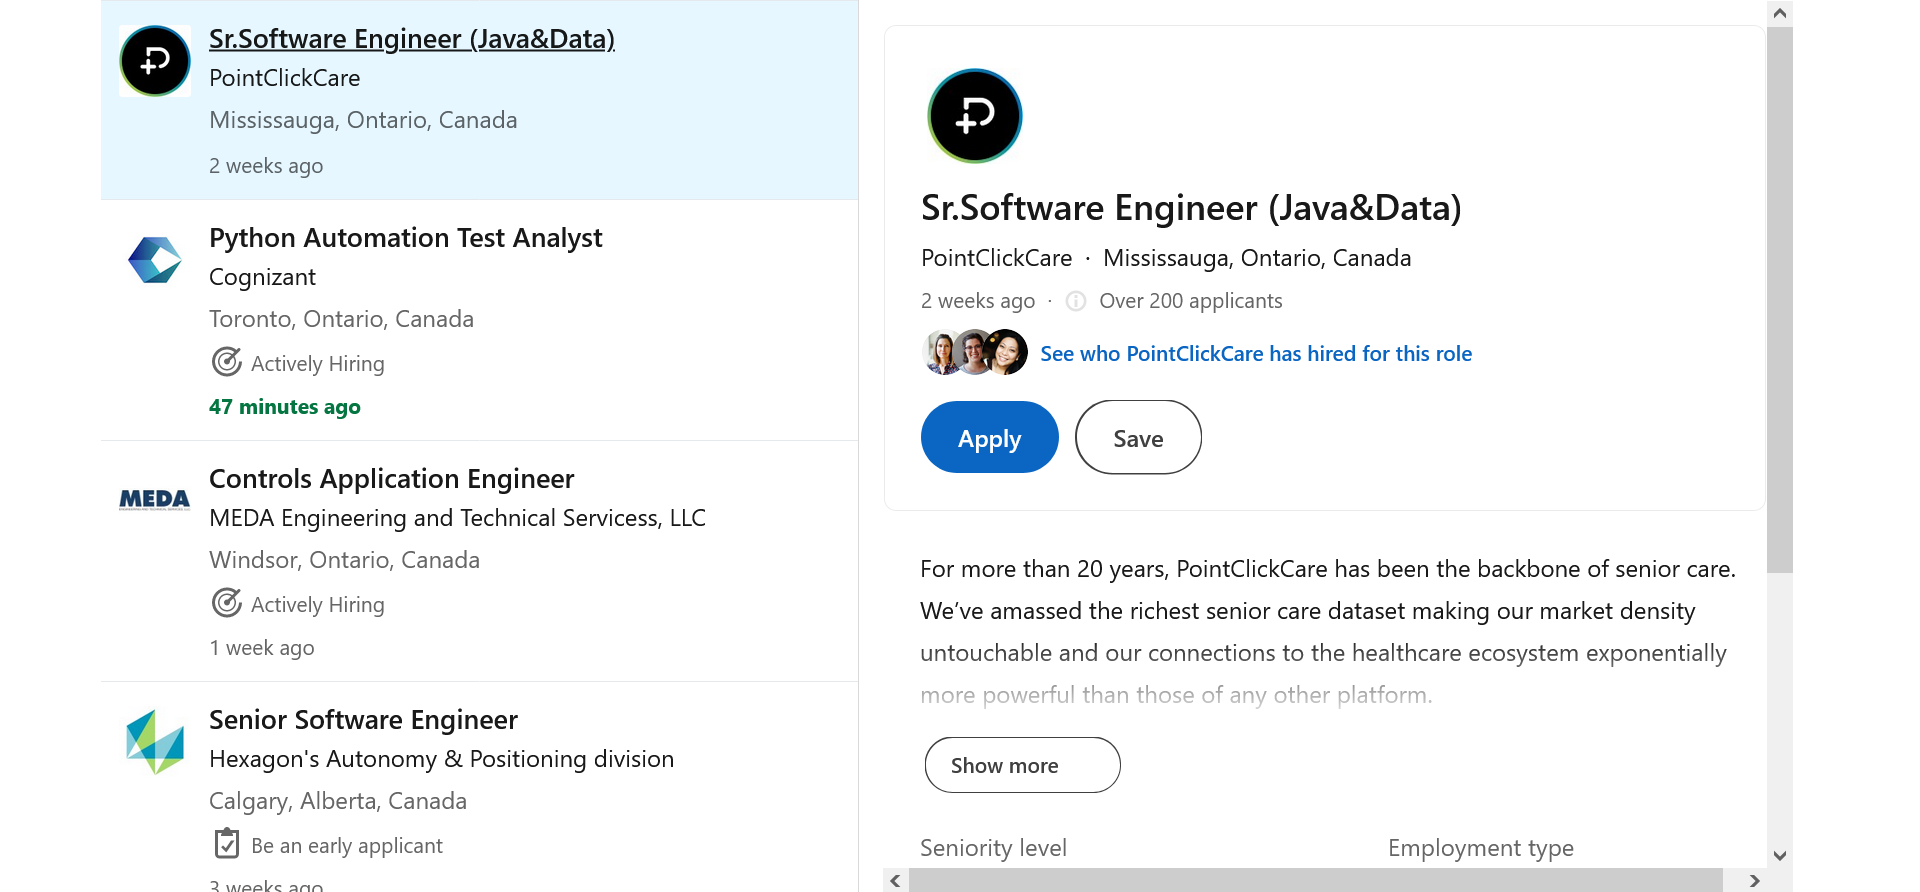 Sr.Software Engineer (Java&Data)
PointClickCare
Mississauga, Ontario, Canada
2 weeks ago
Python Automation Test Analyst
Cognizant
Toronto, Ontario, Canada
Actively Hiring
47 minutes ago
MEDA
Controls Application Engineer
MEDA Engineering and Technical Servicess, LLC
Windsor, Ontario, Canada
Actively Hiring
1 week ago
Senior Software Engineer
Hexagon's Autonomy & Positioning division
Calgary, Alberta, Canada
Be an early applicant
3 weeks ago
Sr.Software Engineer (Java&Data)
PointClickCare · Mississauga, Ontario, Canada
2 weeks ago · Over 200 applicants
See who PointClickCare has hired for this role
Apply Save
For more than 20 years, PointClickCare has been the backbone of senior care.
We’ve amassed the richest senior care dataset making our market density
untouchable and our connections to the healthcare ecosystem exponentially
more powerful than those of any other platform.
Show more
Seniority level Employment type